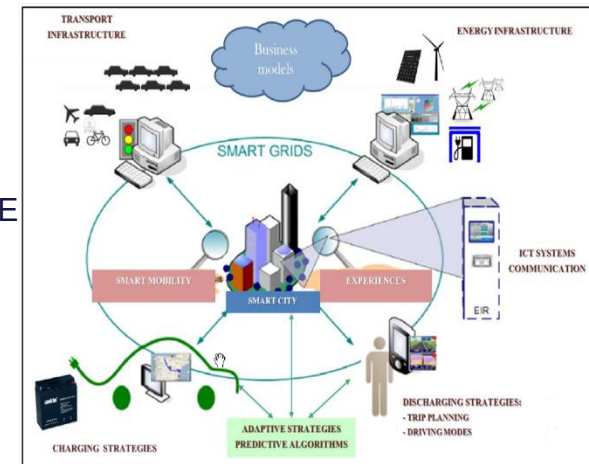 TRANSPORT
INFRASTRUCTURE
Business
models
ENERGY INFRASTRUCTURE
SMART GRIDS
E
SMART MOBILITY
EXPERIENCES
SMART CITY
ICT SYSTEMS
COMMUNICATION
EIR
CHARGING STRATEGIES
ADAPTIVE STRATEGIES
PREDICTIVE ALGORITHMS
DISCHARGING STRATEGIES:
- TRIP PLANNING
- DRIVING MODES